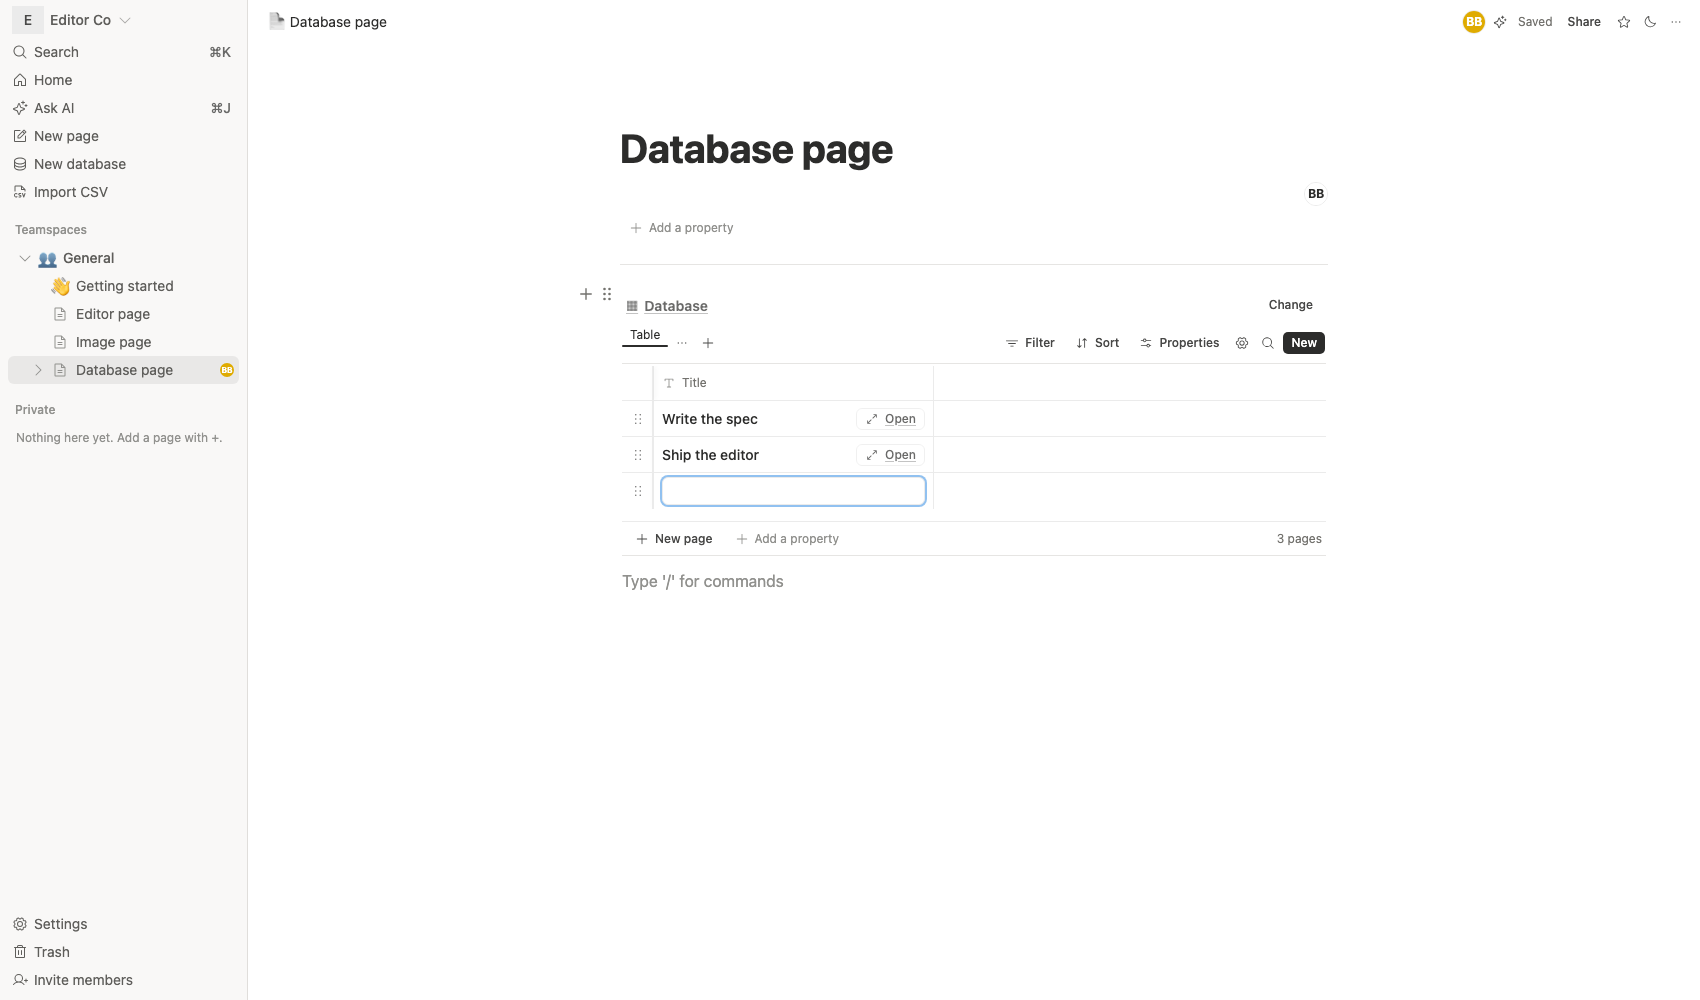 E Editor Co
Search ⌘K
Home
Ask AI ⌘J
New page
New database
Import CSV
Teamspaces
General
Getting started
Editor page
Image page
Database page BB
Private
Nothing here yet. Add a page with +.
Settings
Trash
Invite members
Database page
BB Saved Share
Database page
BB
Add a property
Database Change
Table Filter Sort Properties New
Title
Write the spec Open
Ship the editor Open
New page Add a property 3 pages
Type '/' for commands